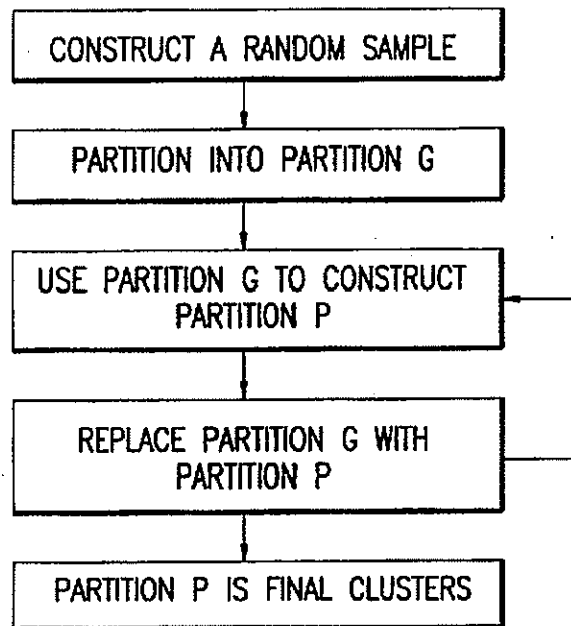 CONSTRUCT A RANDOM SAMPLE
PARTITION INTO PARTITION G
USE PARTITION G TO CONSTRUCT
PARTITION P
REPLACE PARTITION G WITH
PARTITION P
PARTITION P IS FINAL CLUSTERS